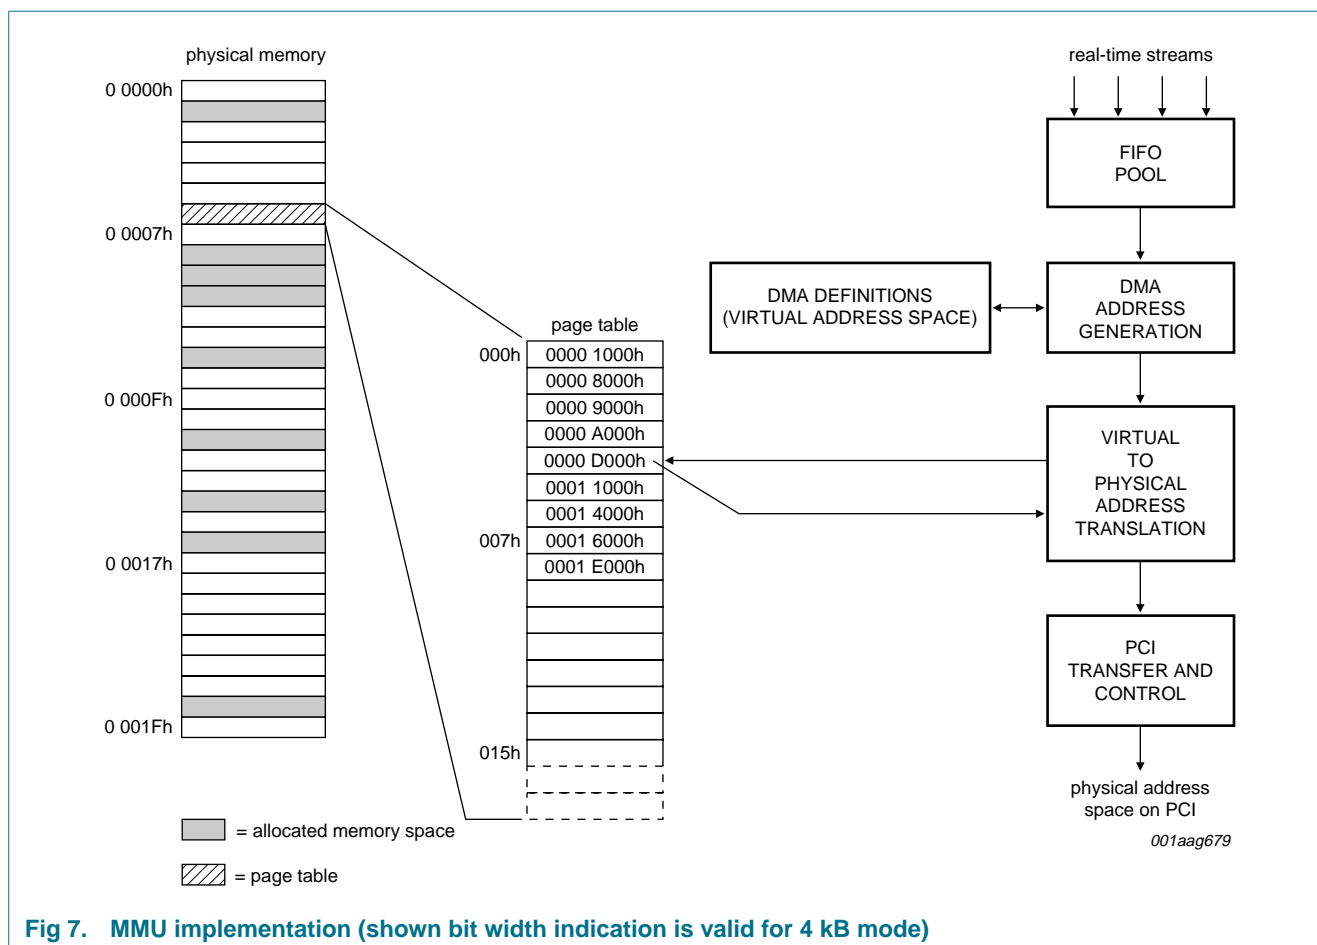 physical memory
0 0000h
0 0007h
0 000Fh
0 0017h
0 001Fh
= allocated memory space
= page table
page table
000h
0000 1000h
0000 8000h
0000 9000h
0000 A000h
0000 D000h
0001 1000h
0001 4000h
007h
0001 6000h
0001 E000h
015h
real-time streams
FIFO
POOL
DMA DEFINITIONS
(VIRTUAL ADDRESS SPACE)
DMA
ADDRESS
GENERATION
VIRTUAL
TO
PHYSICAL
ADDRESS
TRANSLATION
PCI
TRANSFER AND
CONTROL
physical address
space on PCI
001aag679
Fig 7. MMU implementation (shown bit width indication is valid for 4 kB mode)